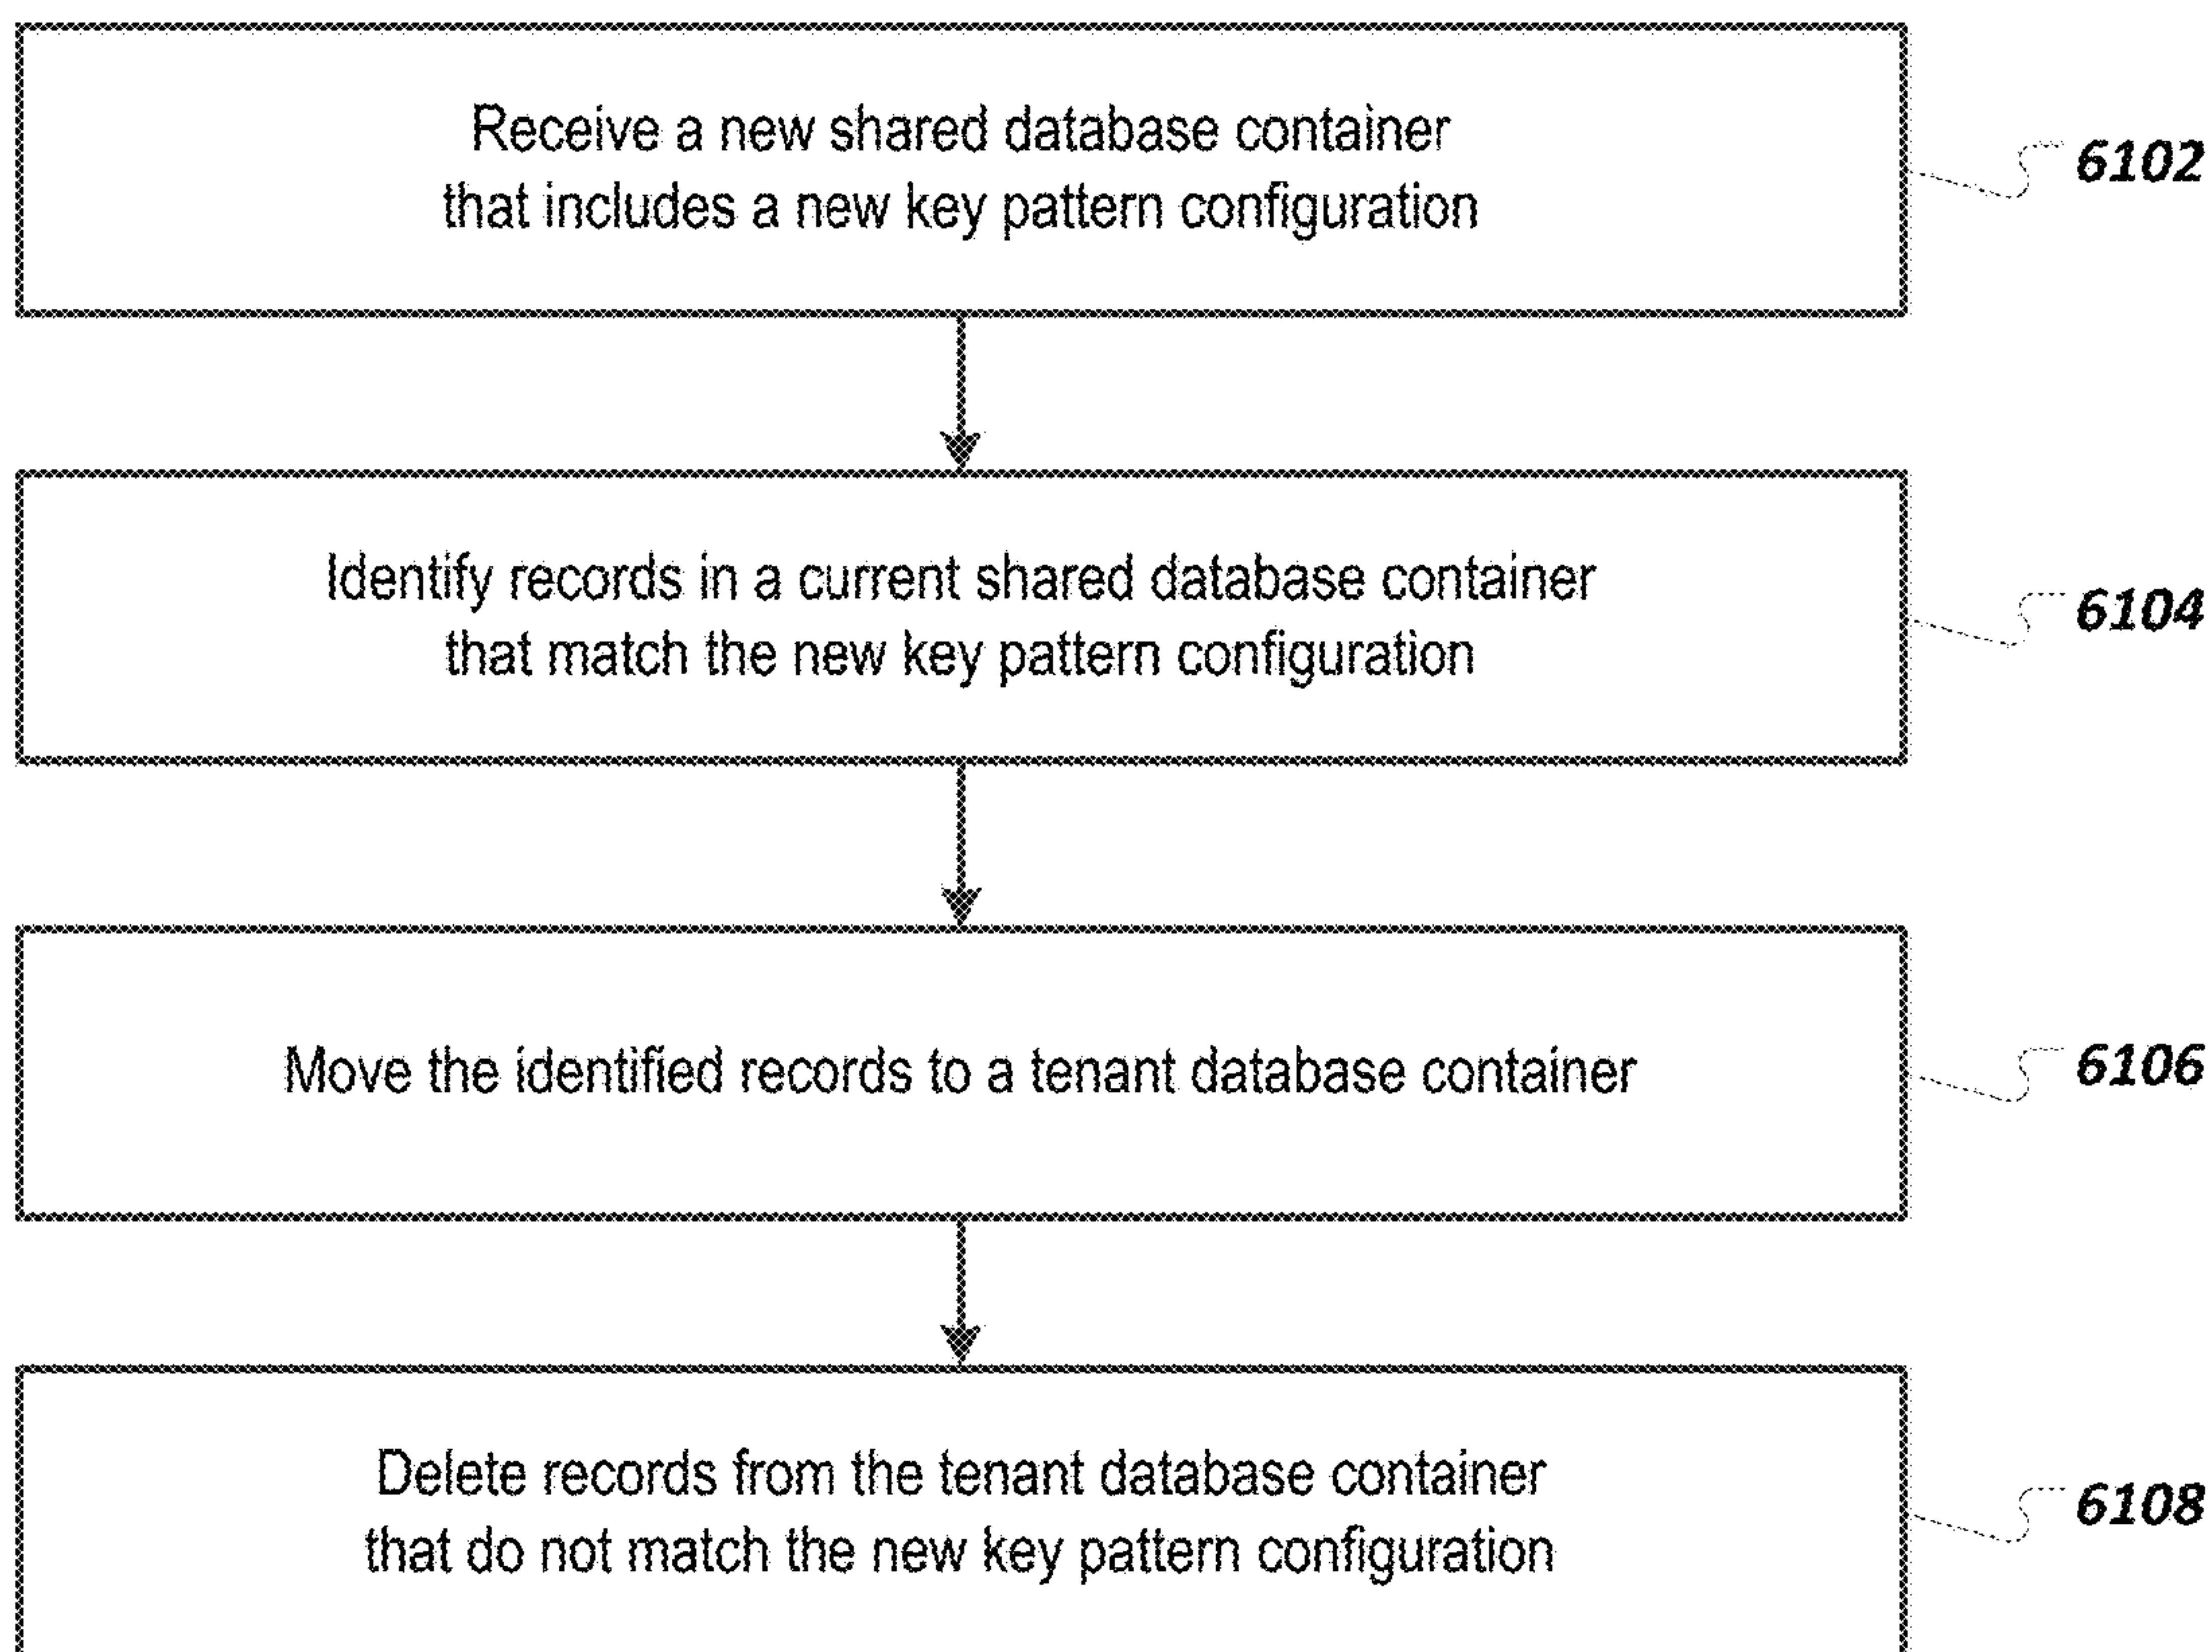 Receive a new shared database container
that includes a new key pattern configuration
6102
Identify records in a current shared database container
that match the new key pattern configuration
6104
Move the identified records to a tenant database container
6106
Delete records from the tenant database container
that do not match the new key pattern configuration
6108